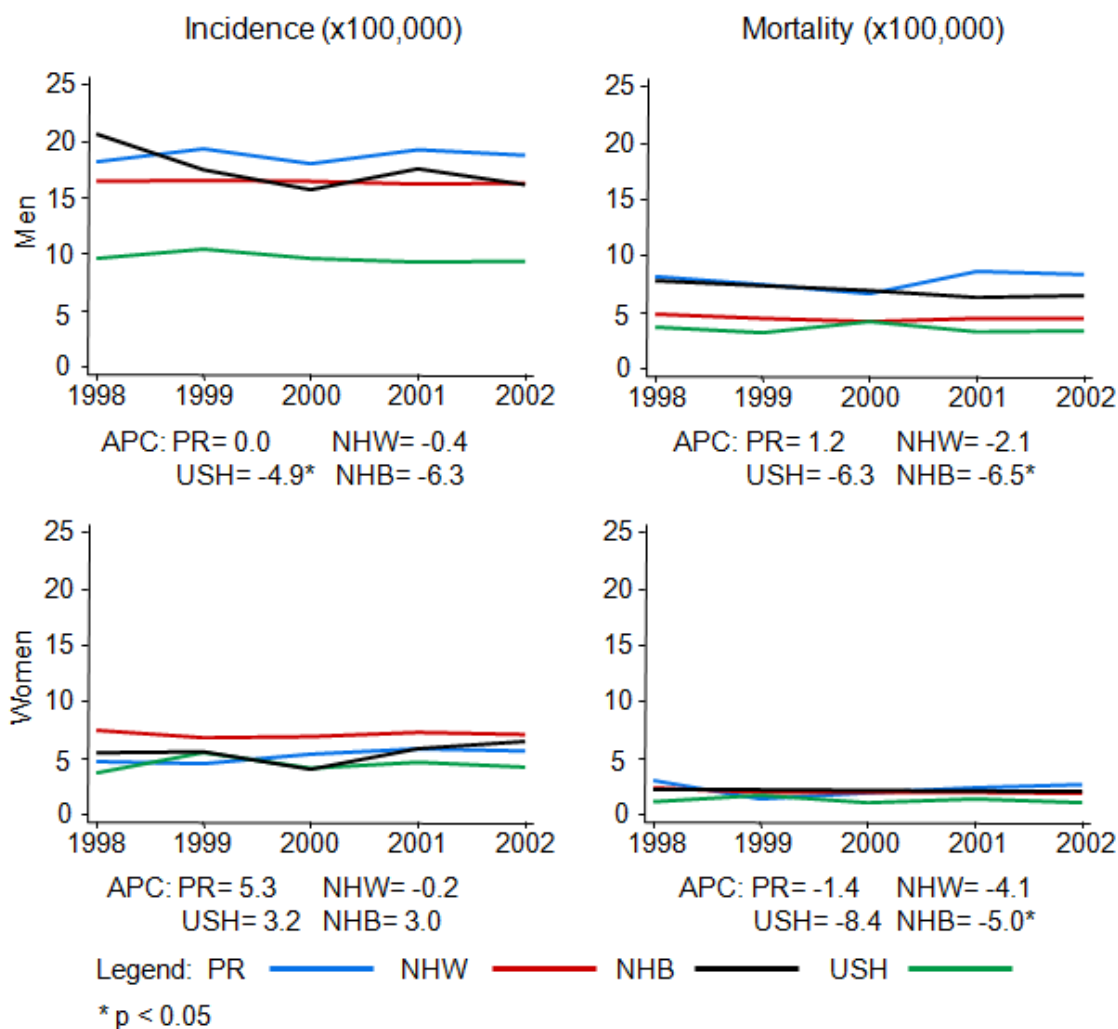 Incidence (x100,000) Mortality (x100,000)
Men
25
20
15
10
5
0
1998 1999 2000 2001 2002
25
20
15
10
5
0
1998 1999 2000 2001 2002
APC: PR= 0.0 NHW= -0.4
USH= -4.9* NHB= -6.3
APC: PR= 1.2 NHW= -2.1
USH= -6.3 NHB= -6.5*
Women
25
20
15
10
5
0
1998 1999 2000 2001 2002
25
20
15
10
5
0
1998 1999 2000 2001 2002
APC: PR= 5.3 NHW= -0.2
USH= 3.2 NHB= 3.0
APC: PR= -1.4 NHW= -4.1
USH= -8.4 NHB= -5.0*
Legend: PR NHW NHB USH
* p < 0.05